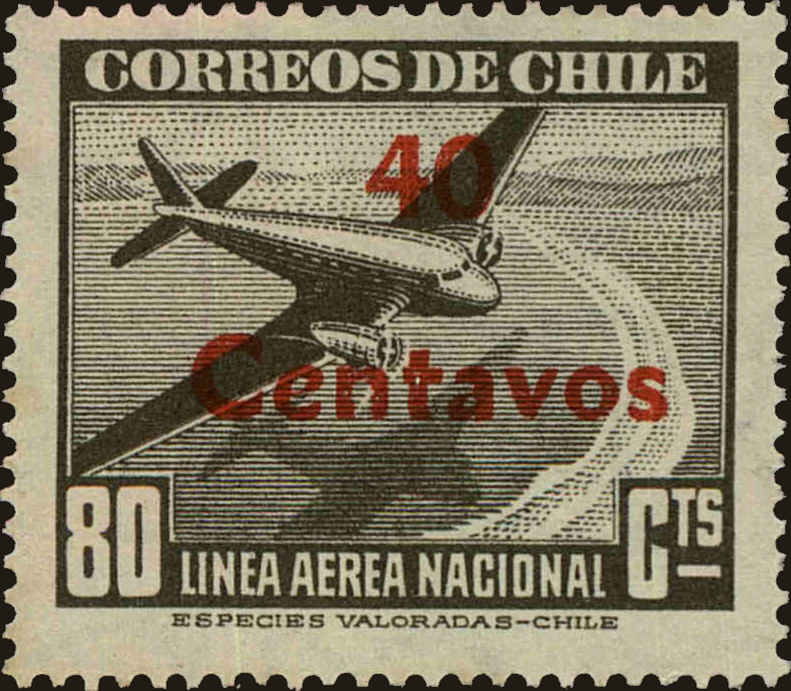 CORREOS DE CHILE
40
Centavos
80 CTS
LINEA AEREA NACIONAL
ESPECIES VALORADAS-CHILE